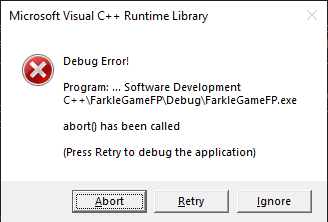 Microsoft Visual C++ Runtime Library
Debug Error!
Program: ... Software Development
C++\FarkleGameFP\Debug\FarkleGameFP.exe
abort() has been called
(Press Retry to debug the application)
Abort Retry Ignore